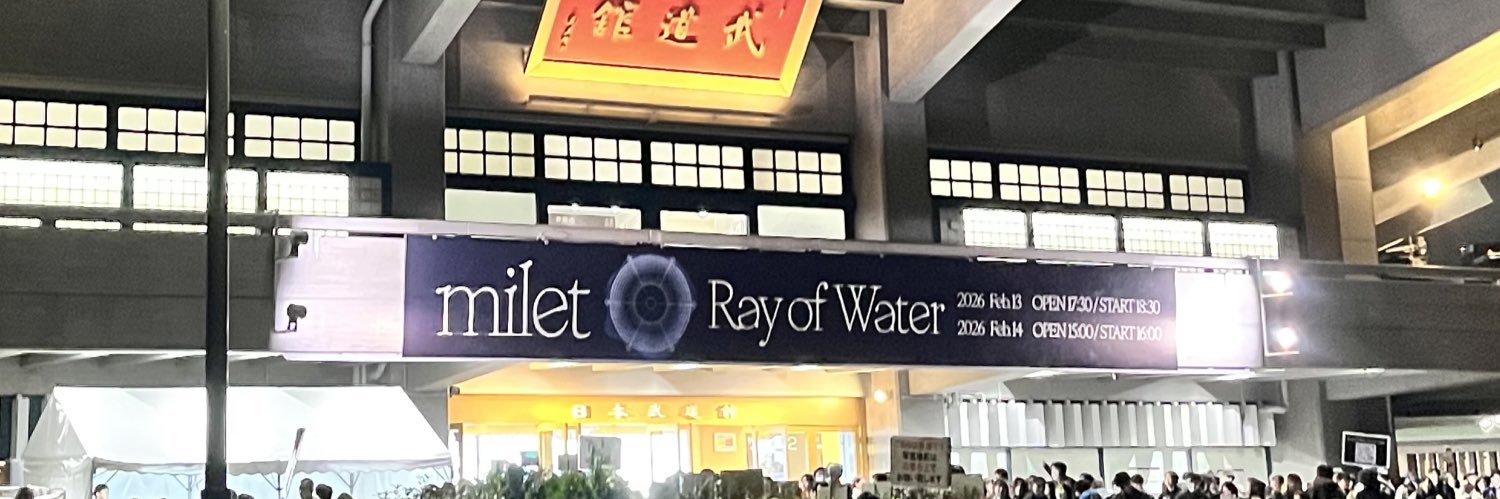 武道館
milet Ray of Water
2026 Feb 13 OPEN 17:30 / START 18:30
2026 Feb 14 OPEN 15:00 / START 16:00
日本武道館